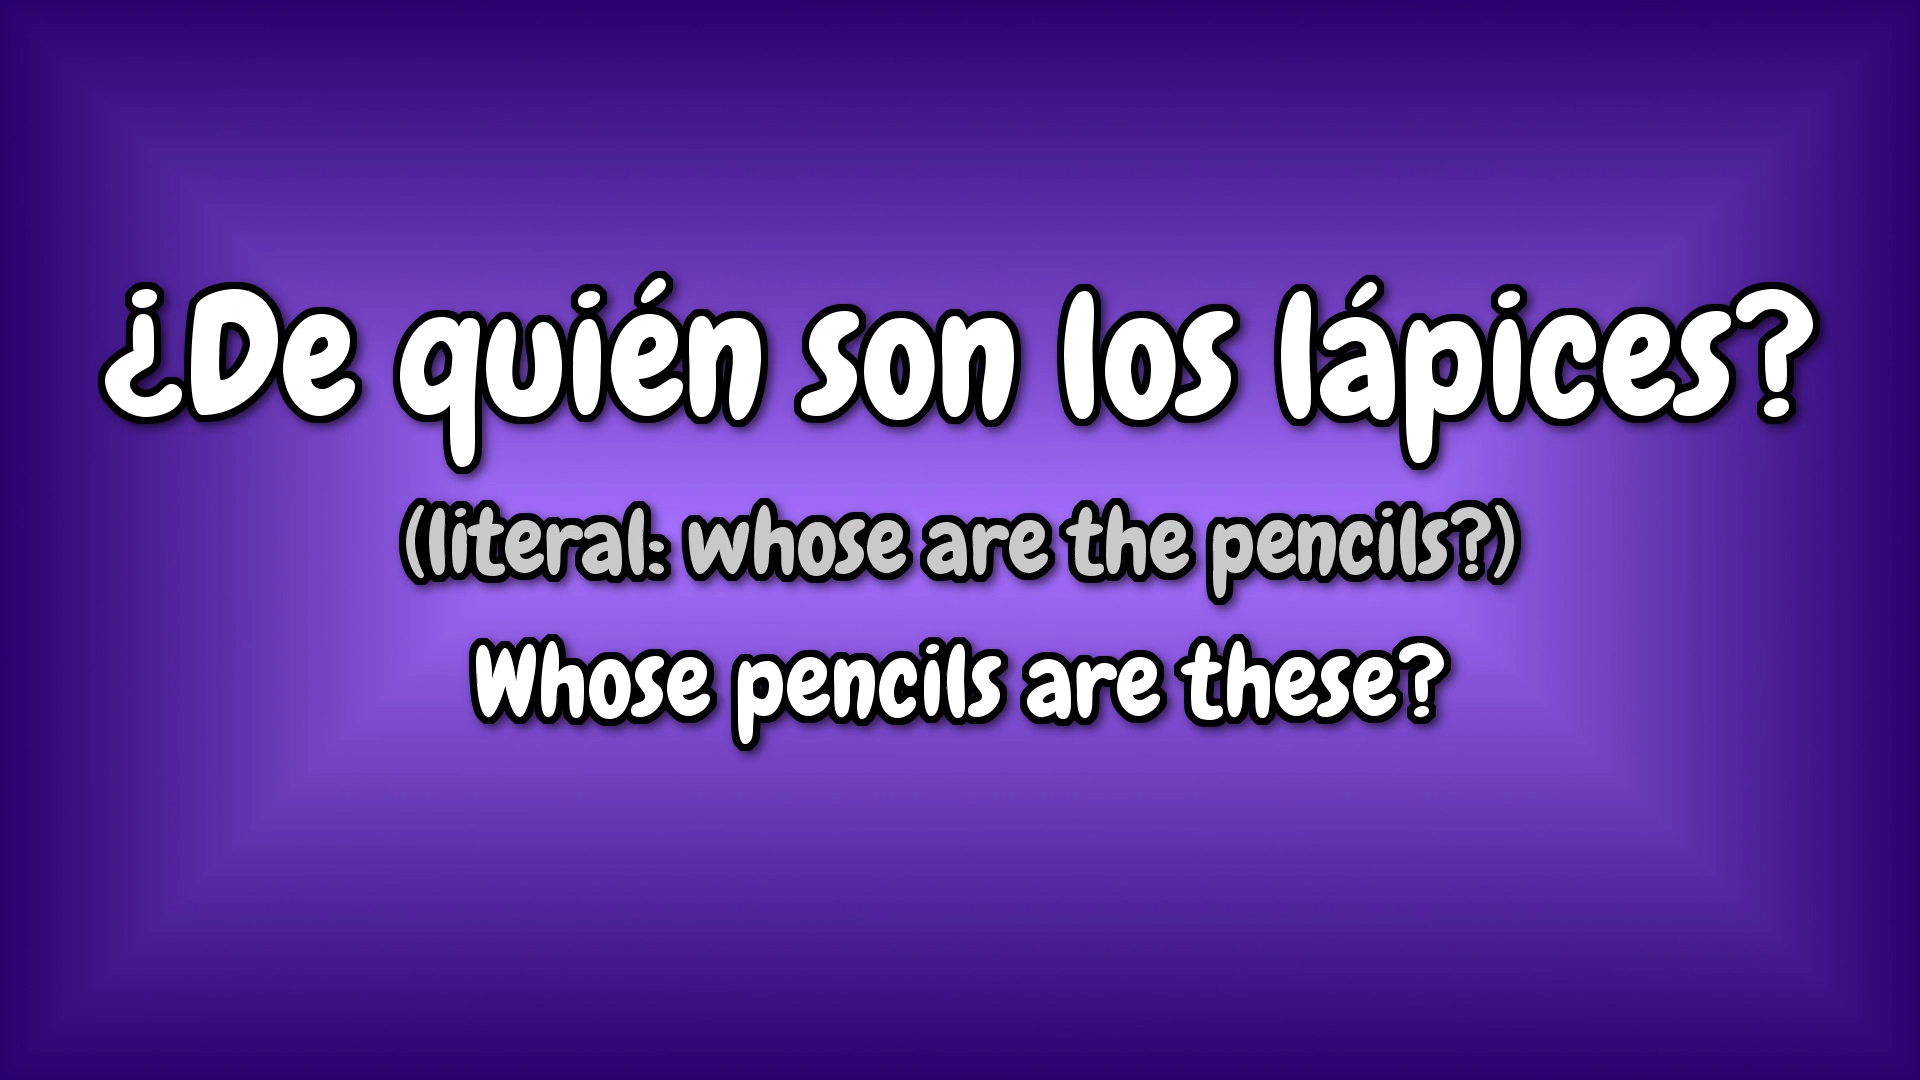 ¿De quién son los lápices?
(literal: whose are the pencils?)
Whose pencils are these?